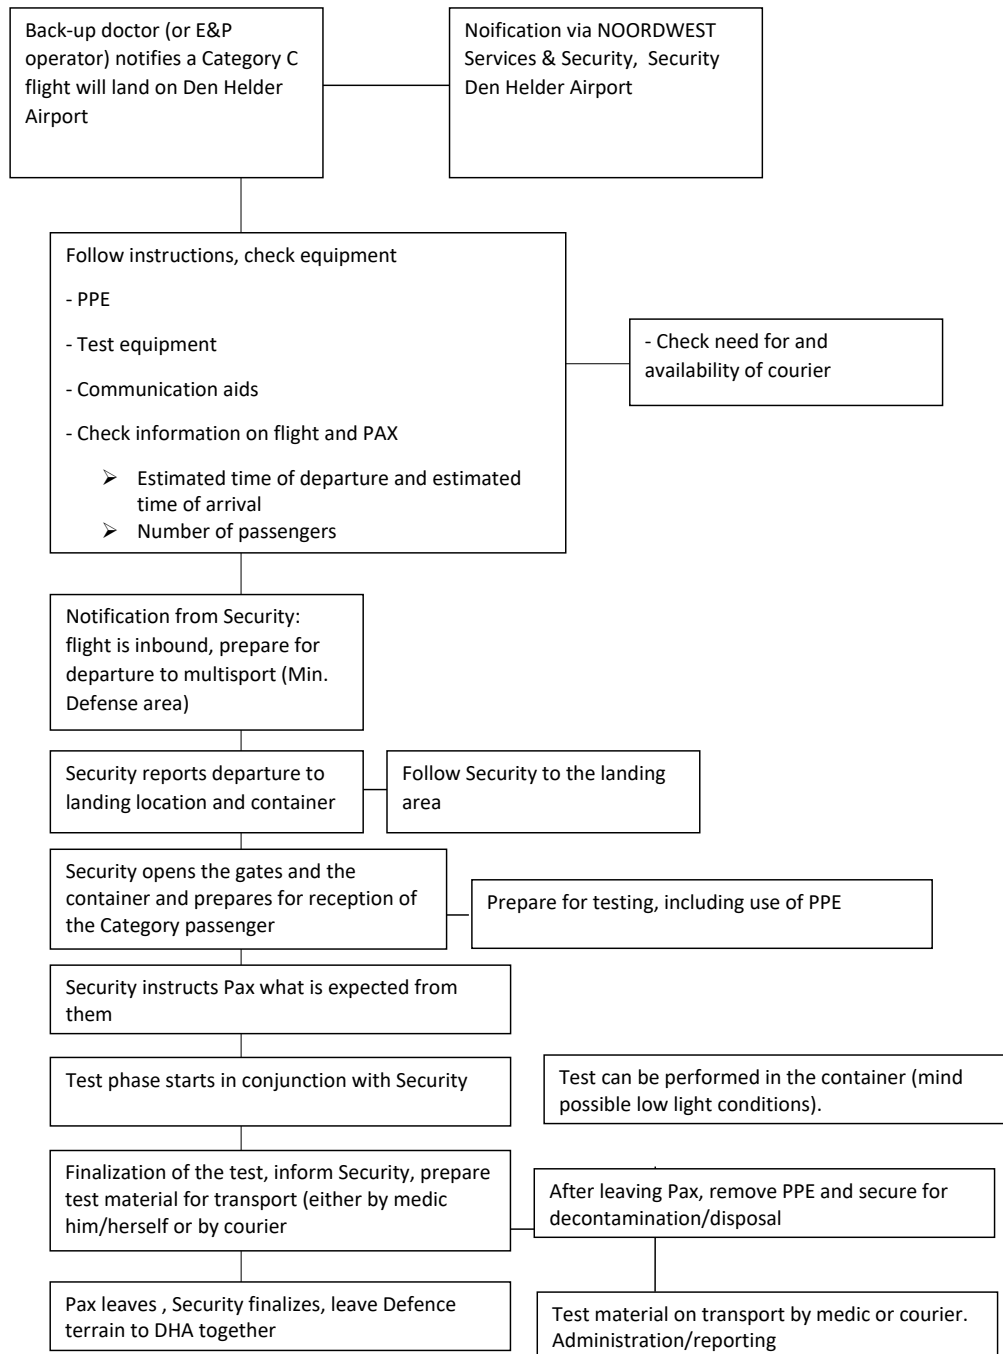 Back-up doctor (or E&P
operator) notifies a Category C
flight will land on Den Helder
Airport
Noification via NOORDWEST
Services & Security, Security
Den Helder Airport
Follow instructions, check equipment
- PPE
- Test equipment
- Communication aids
- Check information on flight and PAX
➢ Estimated time of departure and estimated
time of arrival
➢ Number of passengers
- Check need for and
availability of courier
Notification from Security:
flight is inbound, prepare for
departure to multisport (Min.
Defense area)
Security reports departure to
landing location and container
Follow Security to the landing
area
Security opens the gates and the
container and prepares for reception of
the Category passenger
Prepare for testing, including use of PPE
Security instructs Pax what is expected from
them
Test phase starts in conjunction with Security
Test can be performed in the container (mind
possible low light conditions).
Finalization of the test, inform Security, prepare
test material for transport (either by medic
him/herself or by courier
After leaving Pax, remove PPE and secure for
decontamination/disposal
Pax leaves , Security finalizes, leave Defence
terrain to DHA together
Test material on transport by medic or courier.
Administration/reporting